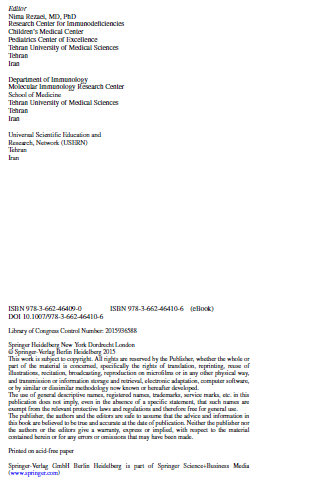 Editor
Nima Rezaei, MD, PhD
Research Center for Immunodeficiencies
Children's Medical Center
Pediatrics Center of Excellence
Tehran University of Medical Sciences
Tehran
Iran
Department of Immunology
Molecular Immunology Research Center
School of Medicine
Tehran University of Medical Sciences
Tehran
Iran
Universal Scientific Education and
Research, Network (USERN)
Tehran
Iran
ISBN 978-3-662-46409-0 ISBN 978-3-662-46410-6 (eBook)
DOI 10.1007/978-3-662-46410-6
Library of Congress Control Number: 2015936588
Springer Heidelberg New York Dordrecht London
© Springer-Verlag Berlin Heidelberg 2015
This work is subject to copyright. All rights are reserved by the Publisher, whether the whole or
part of the material is concerned, specifically the rights of translation, reprinting, reuse of
illustrations, recitation, broadcasting, reproduction on microfilms or in any other physical way,
and transmission or information storage and retrieval, electronic adaptation, computer software,
or by similar or dissimilar methodology now known or hereafter developed.
The use of general descriptive names, registered names, trademarks, service marks, etc. in this
publication does not imply, even in the absence of a specific statement, that such names are
exempt from the relevant protective laws and regulations and therefore free for general use.
The publisher, the authors and the editors are safe to assume that the advice and information in
this book are believed to be true and accurate at the date of publication. Neither the publisher nor
the authors or the editors give a warranty, express or implied, with respect to the material
contained herein or for any errors or omissions that may have been made.
Printed on acid-free paper
Springer-Verlag GmbH Berlin Heidelberg is part of Springer Science+Business Media
(www.springer.com)